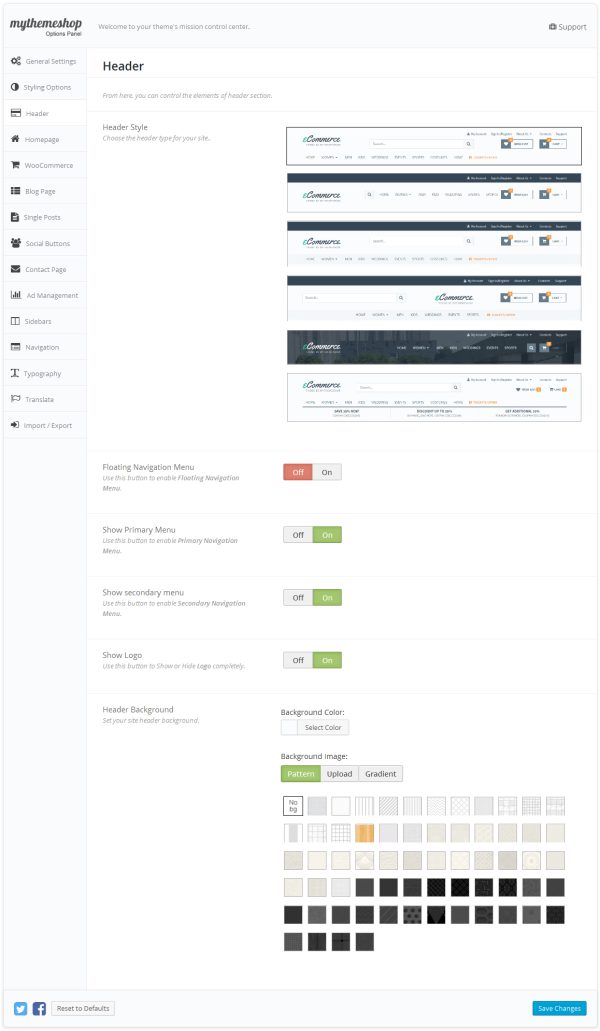 mythemeshop
Options Panel
Welcome to your theme's mission control center.
Support
General Settings
Styling Options
Header
Homepage
WooCommerce
Blog Page
Single Posts
Social Buttons
Contact Page
Ad Management
Sidebars
Navigation
Typography
Translate
Import / Export
Header
From here, you can control the elements of header section.
Header Style
Choose the header type for your site.
eCommerce
eCommerce
eCommerce
eCommerce
eCommerce
eCommerce
Floating Navigation Menu
Use this button to enable Floating Navigation
Menu.
Off On
Show Primary Menu
Use this button to enable Primary Navigation
Menu.
Off On
Show secondary menu
Use this button to enable Secondary Navigation
Menu.
Off On
Show Logo
Use this button to Show or Hide Logo completely.
Off On
Header Background
Set your site header background.
Background Color:
Select Color
Background Image:
Pattern Upload Gradient
No
bg
Reset to Defaults
Save Changes